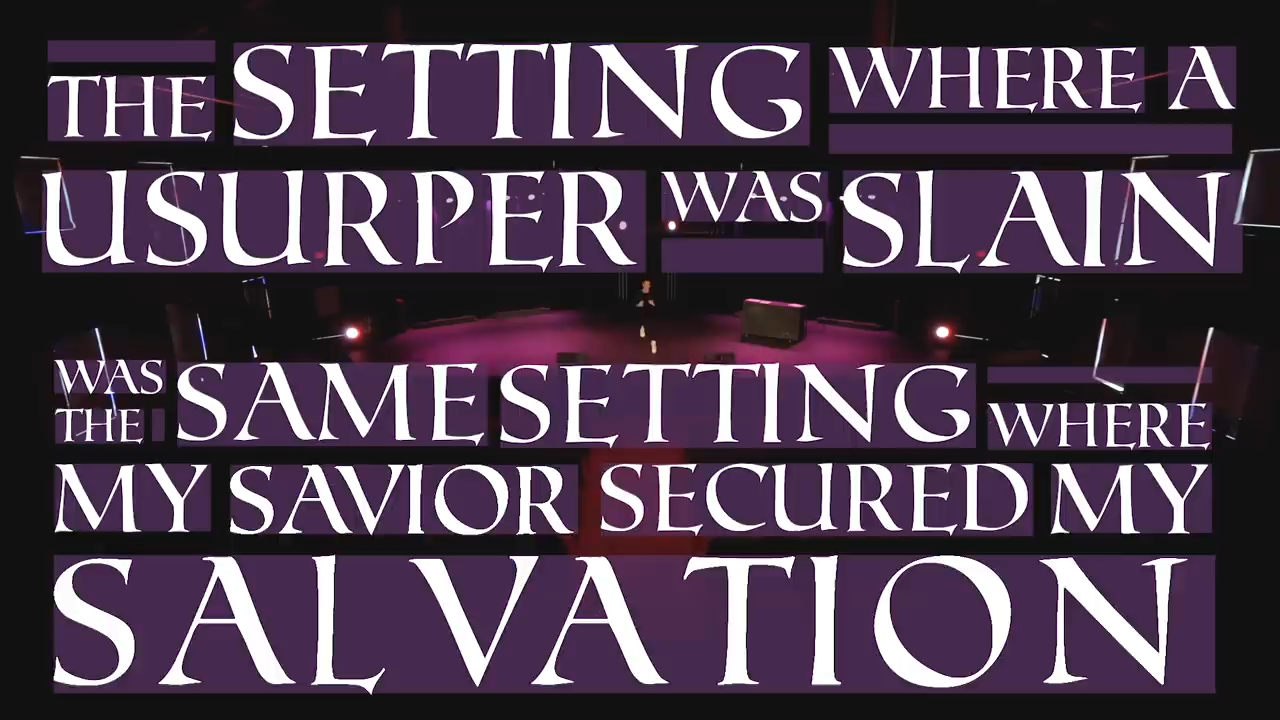 THE SETTING WHERE A
USURPER WAS SLAIN
WAS THE SAME SETTING WHERE
MY SAVIOR SECURED MY
SALVATION